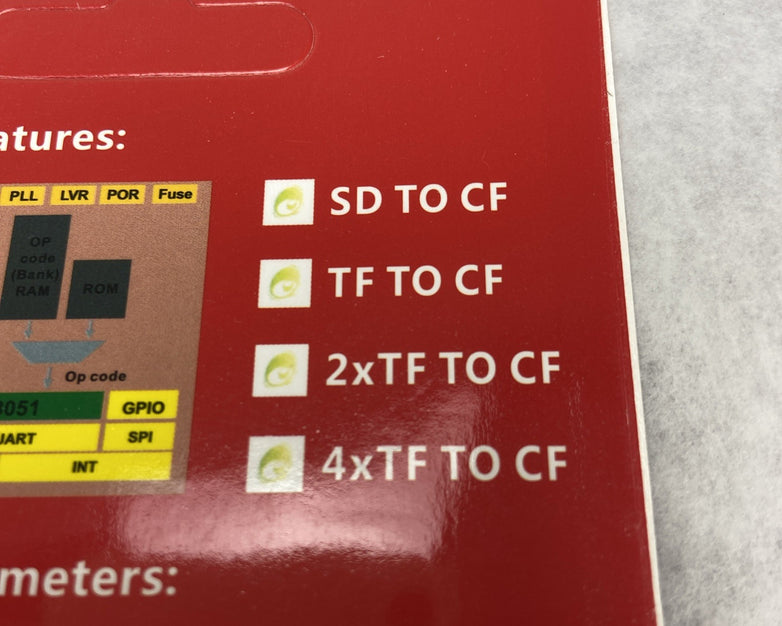 atures:
PLL LVR POR Fuse
SD TO CF
OP
code
(Bank)
RAM
ROM
TF TO CF
Op code
2xTF TO CF
8051
GPIO
UART
SPI
INT
4xTF TO CF
meters: